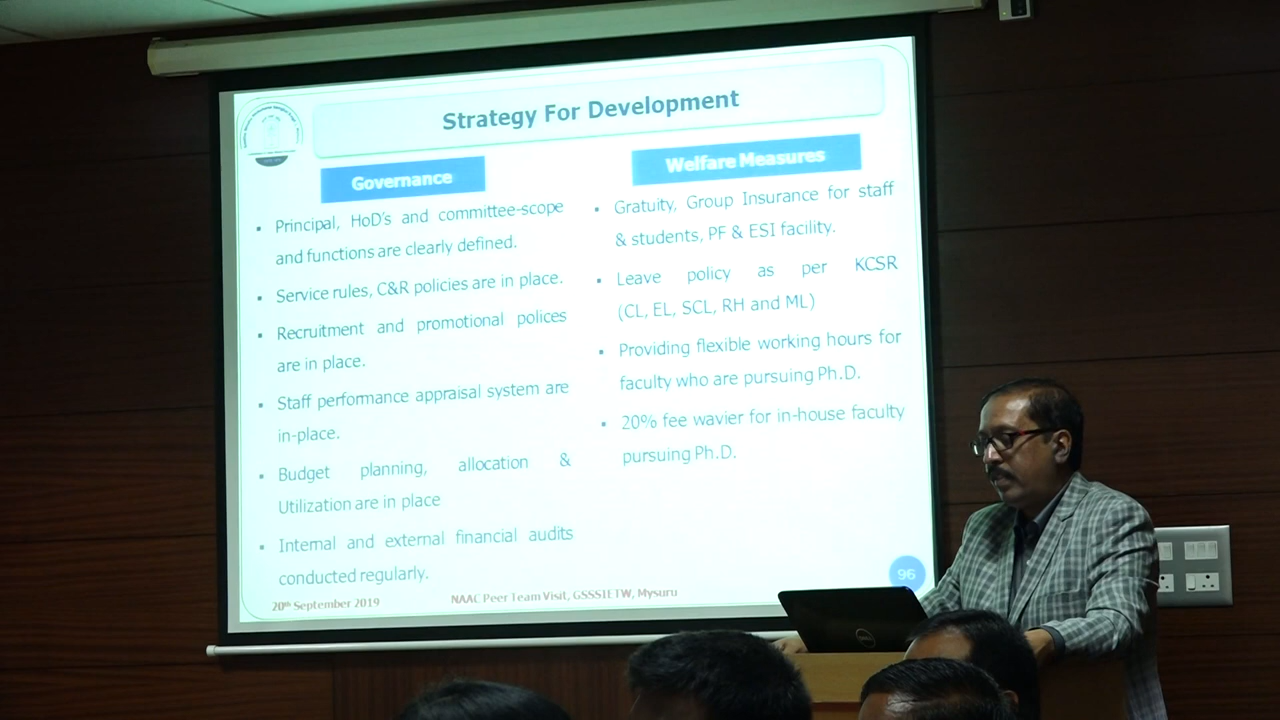 Strategy For Development
Governance
▪ Principal, HoD's and committee-scope
and functions are clearly defined.
▪ Service rules, C&R policies are in place.
▪ Recruitment and promotional polices
are in place.
▪ Staff performance appraisal system are
in-place.
▪ Budget planning, allocation &
Utilization are in place
▪ Internal and external financial audits
conducted regularly.
Welfare Measures
▪ Gratuity, Group Insurance for staff
& students, PF & ESI facility.
▪ Leave policy as per KCSR
(CL, EL, SCL, RH and ML)
▪ Providing flexible working hours for
faculty who are pursuing Ph.D.
▪ 20% fee wavier for in-house faculty
pursuing Ph.D.
96
20th September 2019
NAAC Peer Team Visit, GSSSIETW, Mysuru
DELL